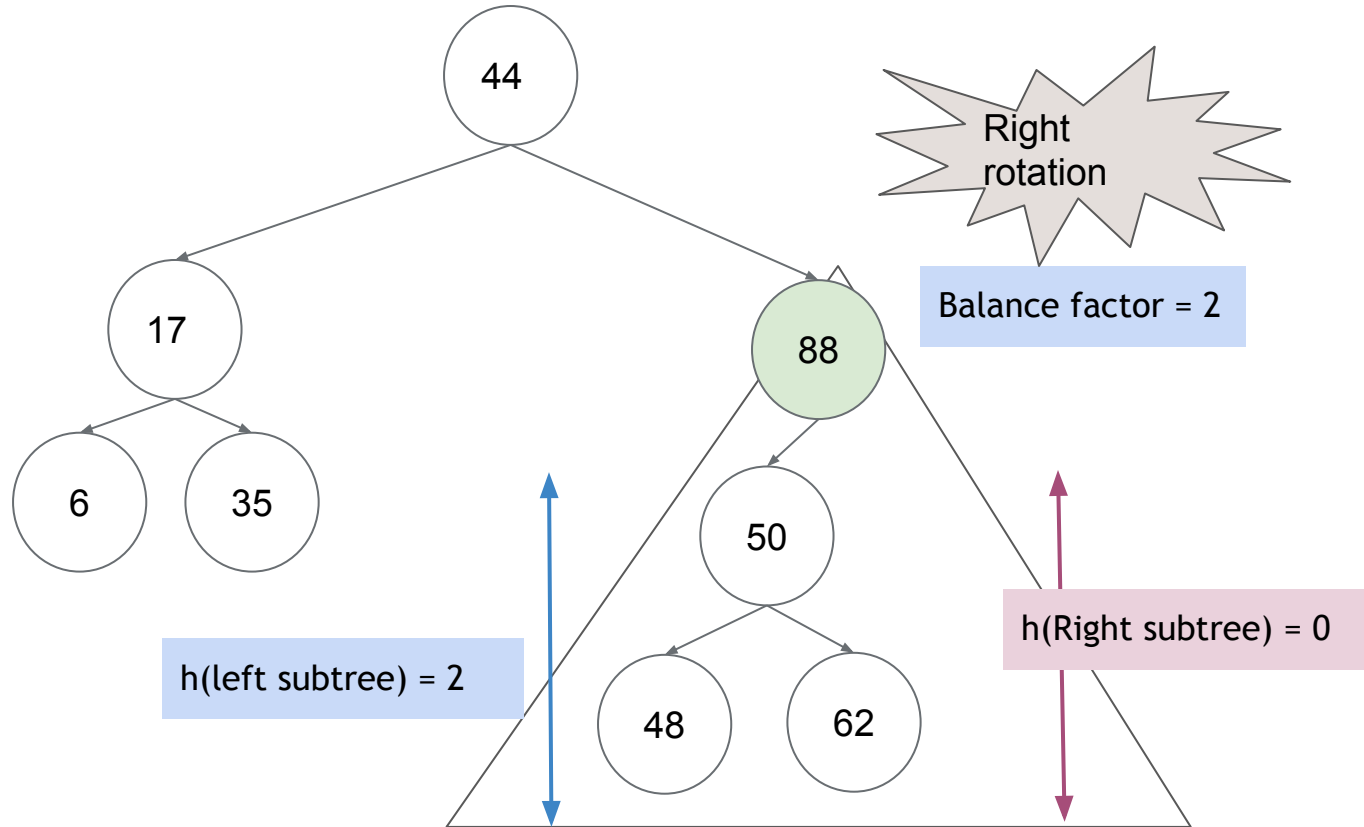 44
Right
rotation
Balance factor = 2
17
88
6
35
50
h(Right subtree) = 0
h(left subtree) = 2
48
62